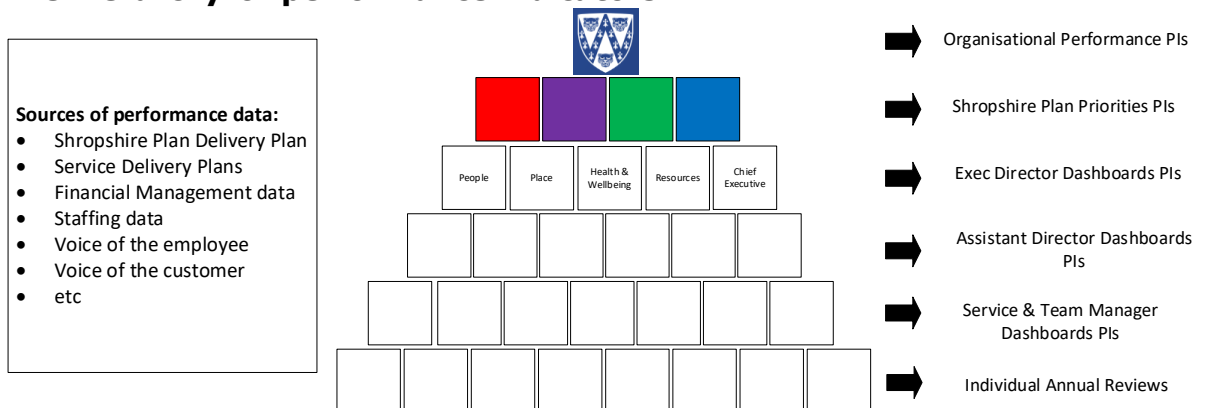 Sources of performance data:
• Shropshire Plan Delivery Plan
• Service Delivery Plans
• Financial Management data
• Staffing data
• Voice of the employee
• Voice of the customer
• etc
People
Place
Health &
Wellbeing
Resources
Chief
Executive
Organisational Performance PIs
Shropshire Plan Priorities PIs
Exec Director Dashboards PIs
Assistant Director Dashboards
PIs
Service & Team Manager
Dashboards PIs
Individual Annual Reviews